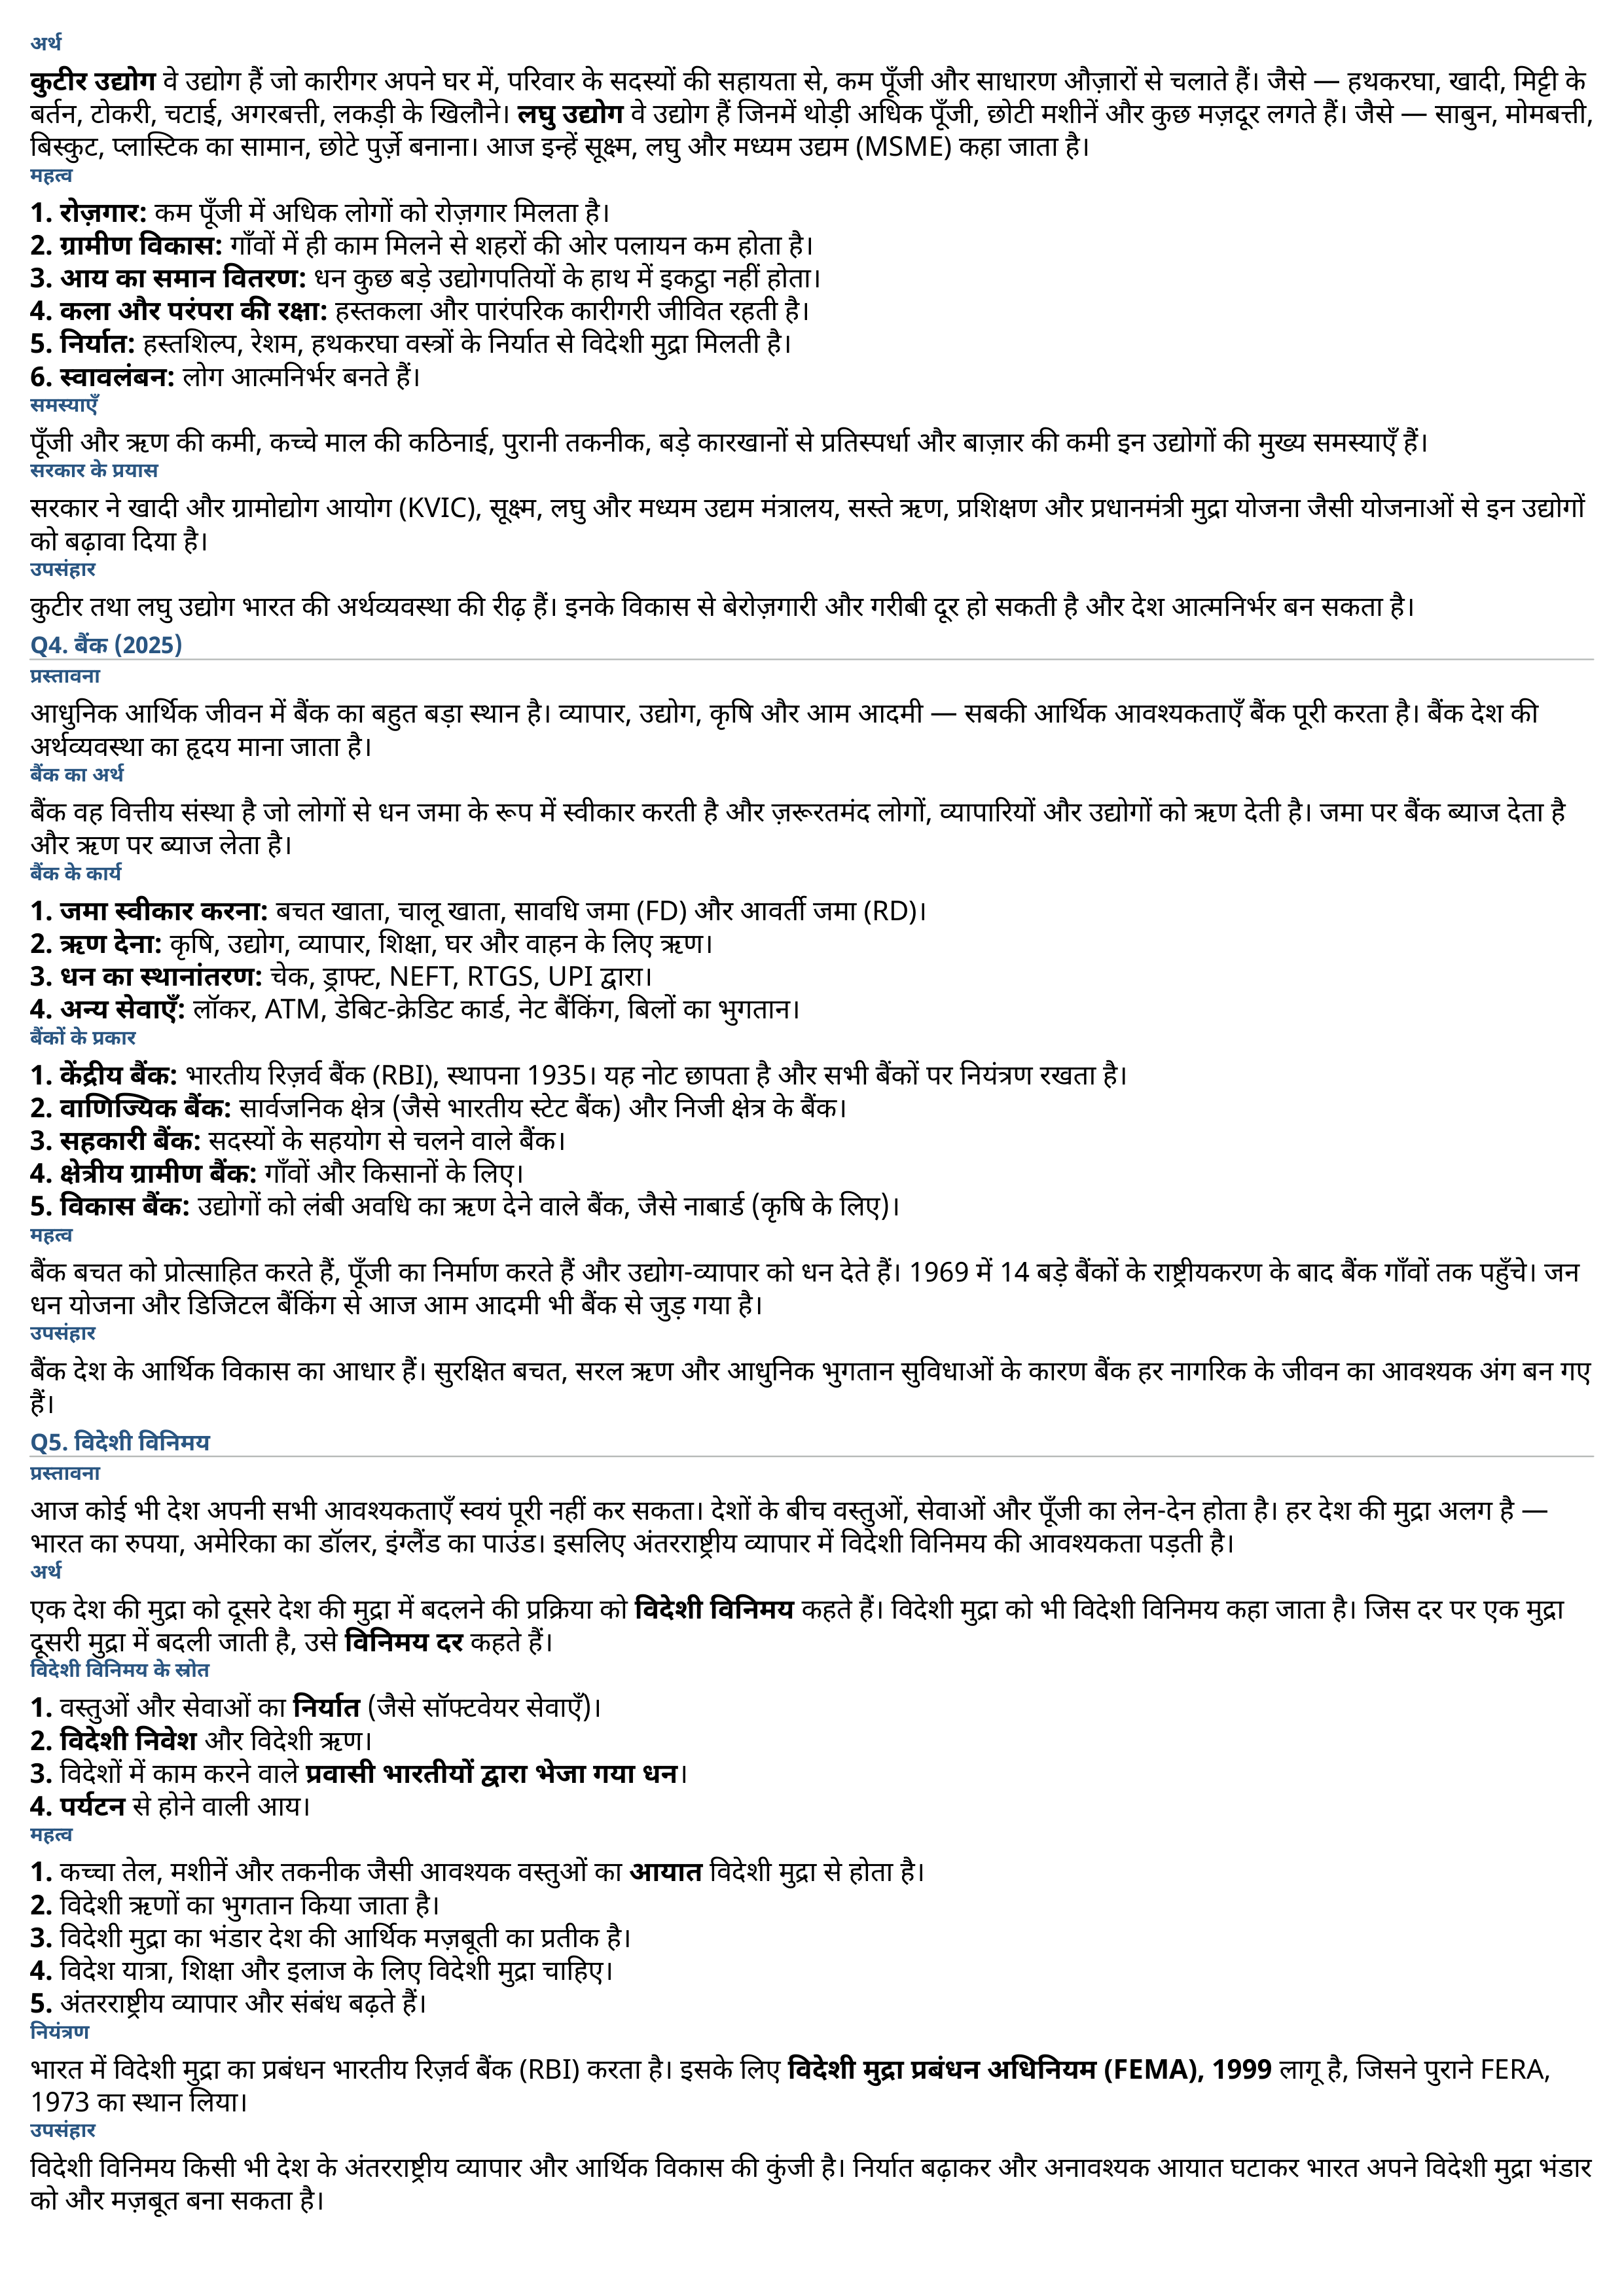 अर्थ
कुटीर उद्योग वे उद्योग हैं जो कारीगर अपने घर में, परिवार के सदस्यों की सहायता से, कम पूँजी और साधारण औज़ारों से चलाते हैं। जैसे — हथकरघा, खादी, मिट्टी के
बर्तन, टोकरी, चटाई, अगरबत्ती, लकड़ी के खिलौने। लघु उद्योग वे उद्योग हैं जिनमें थोड़ी अधिक पूँजी, छोटी मशीनें और कुछ मज़दूर लगते हैं। जैसे — साबुन, मोमबत्ती,
बिस्कुट, प्लास्टिक का सामान, छोटे पुर्ज़े बनाना। आज इन्हें सूक्ष्म, लघु और मध्यम उद्यम (MSME) कहा जाता है।
महत्व
1. रोज़गार: कम पूँजी में अधिक लोगों को रोज़गार मिलता है।
2. ग्रामीण विकास: गाँवों में ही काम मिलने से शहरों की ओर पलायन कम होता है।
3. आय का समान वितरण: धन कुछ बड़े उद्योगपतियों के हाथ में इकट्ठा नहीं होता।
4. कला और परंपरा की रक्षा: हस्तकला और पारंपरिक कारीगरी जीवित रहती है।
5. निर्यात: हस्तशिल्प, रेशम, हथकरघा वस्त्रों के निर्यात से विदेशी मुद्रा मिलती है।
6. स्वावलंबन: लोग आत्मनिर्भर बनते हैं।
समस्याएँ
पूँजी और ऋण की कमी, कच्चे माल की कठिनाई, पुरानी तकनीक, बड़े कारखानों से प्रतिस्पर्धा और बाज़ार की कमी इन उद्योगों की मुख्य समस्याएँ हैं।
सरकार के प्रयास
सरकार ने खादी और ग्रामोद्योग आयोग (KVIC), सूक्ष्म, लघु और मध्यम उद्यम मंत्रालय, सस्ते ऋण, प्रशिक्षण और प्रधानमंत्री मुद्रा योजना जैसी योजनाओं से इन उद्योगों
को बढ़ावा दिया है।
उपसंहार
कुटीर तथा लघु उद्योग भारत की अर्थव्यवस्था की रीढ़ हैं। इनके विकास से बेरोज़गारी और गरीबी दूर हो सकती है और देश आत्मनिर्भर बन सकता है।
Q4. बैंक (2025)
प्रस्तावना
आधुनिक आर्थिक जीवन में बैंक का बहुत बड़ा स्थान है। व्यापार, उद्योग, कृषि और आम आदमी — सबकी आर्थिक आवश्यकताएँ बैंक पूरी करता है। बैंक देश की
अर्थव्यवस्था का हृदय माना जाता है।
बैंक का अर्थ
बैंक वह वित्तीय संस्था है जो लोगों से धन जमा के रूप में स्वीकार करती है और ज़रूरतमंद लोगों, व्यापारियों और उद्योगों को ऋण देती है। जमा पर बैंक ब्याज देता है
और ऋण पर ब्याज लेता है।
बैंक के कार्य
1. जमा स्वीकार करना: बचत खाता, चालू खाता, सावधि जमा (FD) और आवर्ती जमा (RD)।
2. ऋण देना: कृषि, उद्योग, व्यापार, शिक्षा, घर और वाहन के लिए ऋण।
3. धन का स्थानांतरण: चेक, ड्राफ्ट, NEFT, RTGS, UPI द्वारा।
4. अन्य सेवाएँ: लॉकर, ATM, डेबिट-क्रेडिट कार्ड, नेट बैंकिंग, बिलों का भुगतान।
बैंकों के प्रकार
1. केंद्रीय बैंक: भारतीय रिज़र्व बैंक (RBI), स्थापना 1935। यह नोट छापता है और सभी बैंकों पर नियंत्रण रखता है।
2. वाणिज्यिक बैंक: सार्वजनिक क्षेत्र (जैसे भारतीय स्टेट बैंक) और निजी क्षेत्र के बैंक।
3. सहकारी बैंक: सदस्यों के सहयोग से चलने वाले बैंक।
4. क्षेत्रीय ग्रामीण बैंक: गाँवों और किसानों के लिए।
5. विकास बैंक: उद्योगों को लंबी अवधि का ऋण देने वाले बैंक, जैसे नाबार्ड (कृषि के लिए)।
महत्व
बैंक बचत को प्रोत्साहित करते हैं, पूँजी का निर्माण करते हैं और उद्योग-व्यापार को धन देते हैं। 1969 में 14 बड़े बैंकों के राष्ट्रीयकरण के बाद बैंक गाँवों तक पहुँचे। जन
धन योजना और डिजिटल बैंकिंग से आज आम आदमी भी बैंक से जुड़ गया है।
उपसंहार
बैंक देश के आर्थिक विकास का आधार हैं। सुरक्षित बचत, सरल ऋण और आधुनिक भुगतान सुविधाओं के कारण बैंक हर नागरिक के जीवन का आवश्यक अंग बन गए
हैं।
Q5. विदेशी विनिमय
प्रस्तावना
आज कोई भी देश अपनी सभी आवश्यकताएँ स्वयं पूरी नहीं कर सकता। देशों के बीच वस्तुओं, सेवाओं और पूँजी का लेन-देन होता है। हर देश की मुद्रा अलग है —
भारत का रुपया, अमेरिका का डॉलर, इंग्लैंड का पाउंड। इसलिए अंतरराष्ट्रीय व्यापार में विदेशी विनिमय की आवश्यकता पड़ती है।
अर्थ
एक देश की मुद्रा को दूसरे देश की मुद्रा में बदलने की प्रक्रिया को विदेशी विनिमय कहते हैं। विदेशी मुद्रा को भी विदेशी विनिमय कहा जाता है। जिस दर पर एक मुद्रा
दूसरी मुद्रा में बदली जाती है, उसे विनिमय दर कहते हैं।
विदेशी विनिमय के स्रोत
1. वस्तुओं और सेवाओं का निर्यात (जैसे सॉफ्टवेयर सेवाएँ)।
2. विदेशी निवेश और विदेशी ऋण।
3. विदेशों में काम करने वाले प्रवासी भारतीयों द्वारा भेजा गया धन।
4. पर्यटन से होने वाली आय।
महत्व
1. कच्चा तेल, मशीनें और तकनीक जैसी आवश्यक वस्तुओं का आयात विदेशी मुद्रा से होता है।
2. विदेशी ऋणों का भुगतान किया जाता है।
3. विदेशी मुद्रा का भंडार देश की आर्थिक मज़बूती का प्रतीक है।
4. विदेश यात्रा, शिक्षा और इलाज के लिए विदेशी मुद्रा चाहिए।
5. अंतरराष्ट्रीय व्यापार और संबंध बढ़ते हैं।
नियंत्रण
भारत में विदेशी मुद्रा का प्रबंधन भारतीय रिज़र्व बैंक (RBI) करता है। इसके लिए विदेशी मुद्रा प्रबंधन अधिनियम (FEMA), 1999 लागू है, जिसने पुराने FERA,
1973 का स्थान लिया।
उपसंहार
विदेशी विनिमय किसी भी देश के अंतरराष्ट्रीय व्यापार और आर्थिक विकास की कुंजी है। निर्यात बढ़ाकर और अनावश्यक आयात घटाकर भारत अपने विदेशी मुद्रा भंडार
को और मज़बूत बना सकता है।